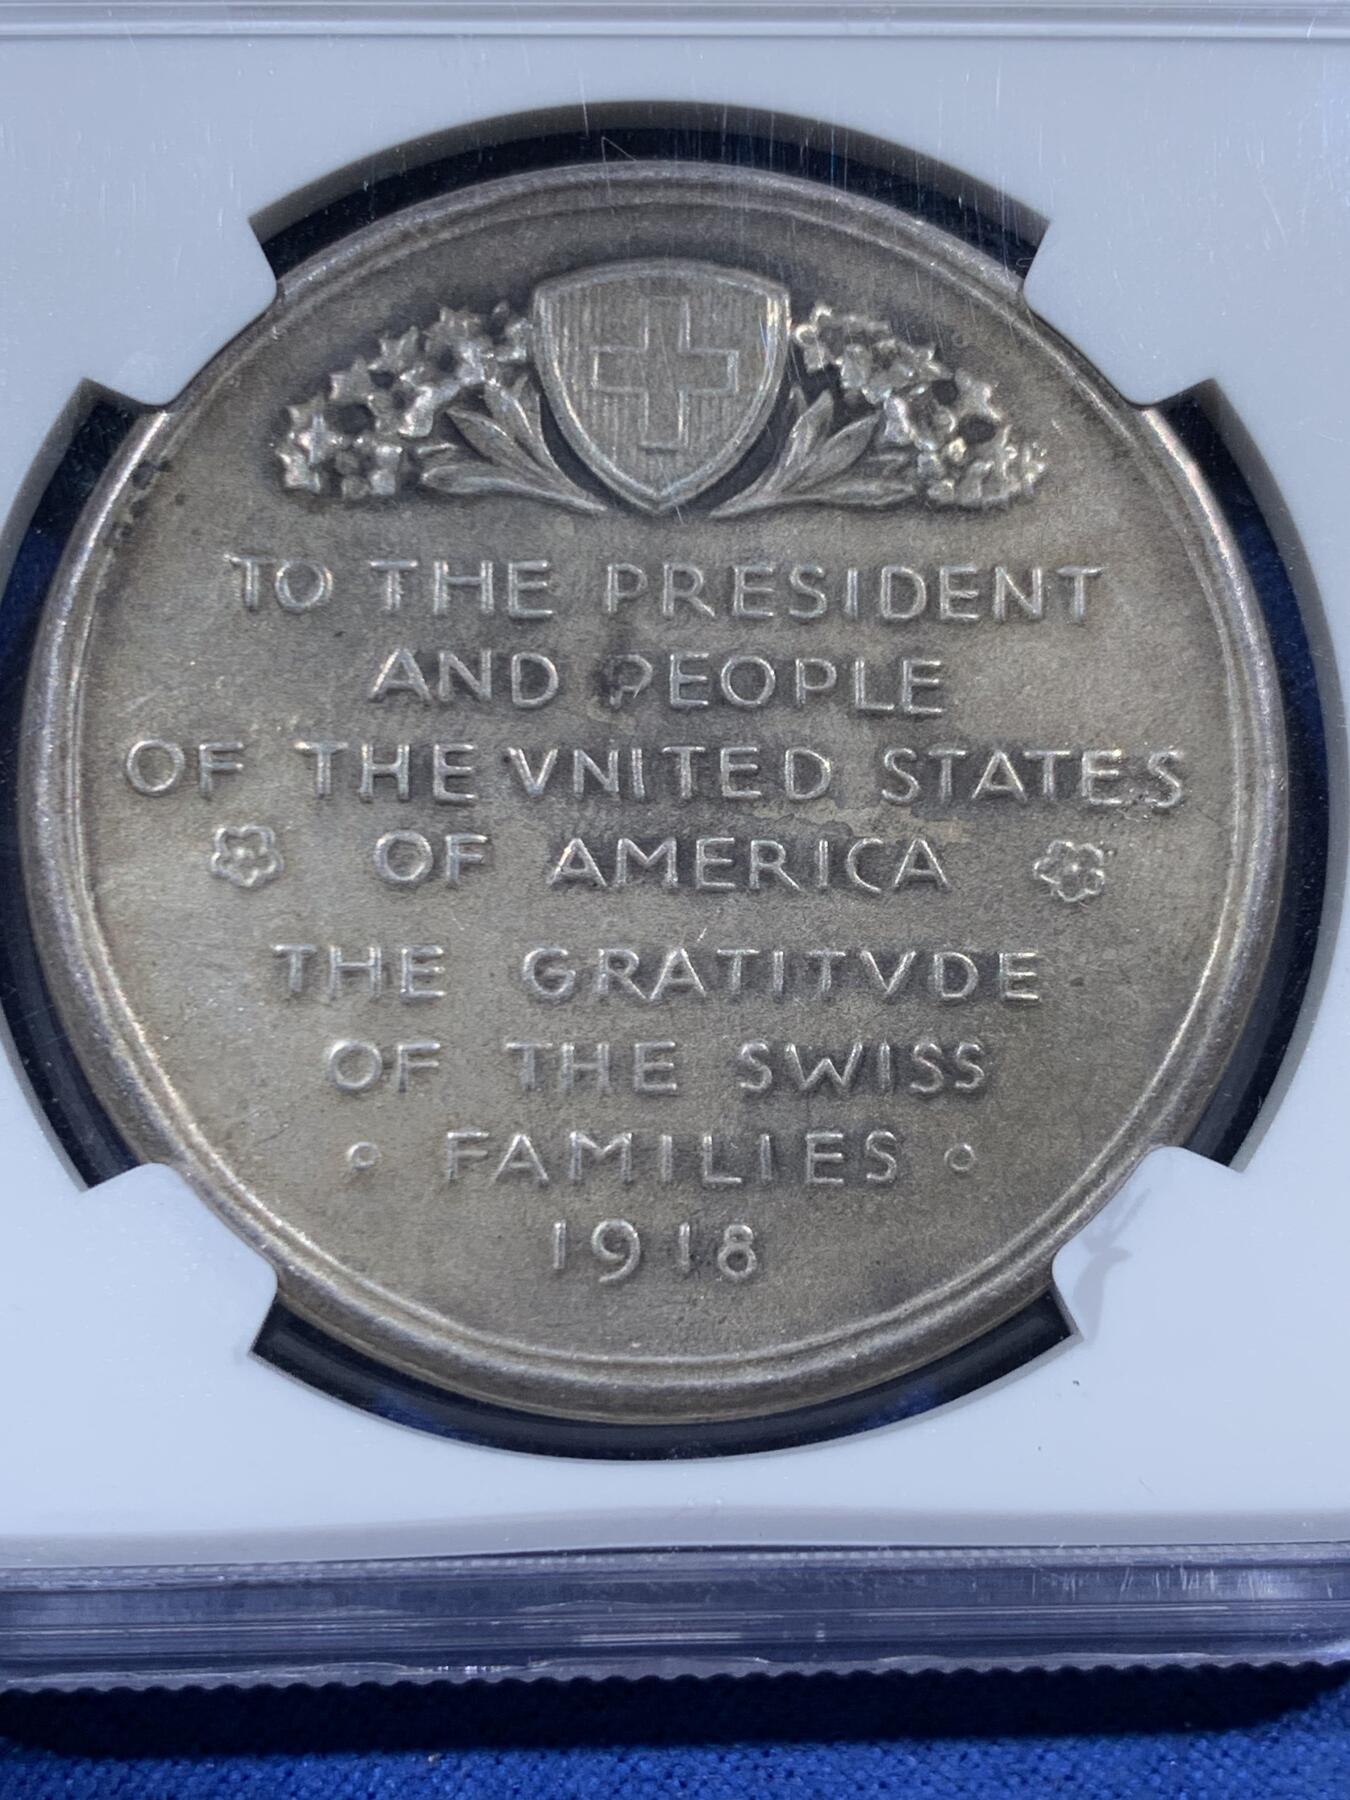 TO THE PRESIDENT
AND PEOPLE
OF THE VNITED STATES
OF AMERICA
THE GRATITVDE
OF THE SWISS
FAMILIES
1918